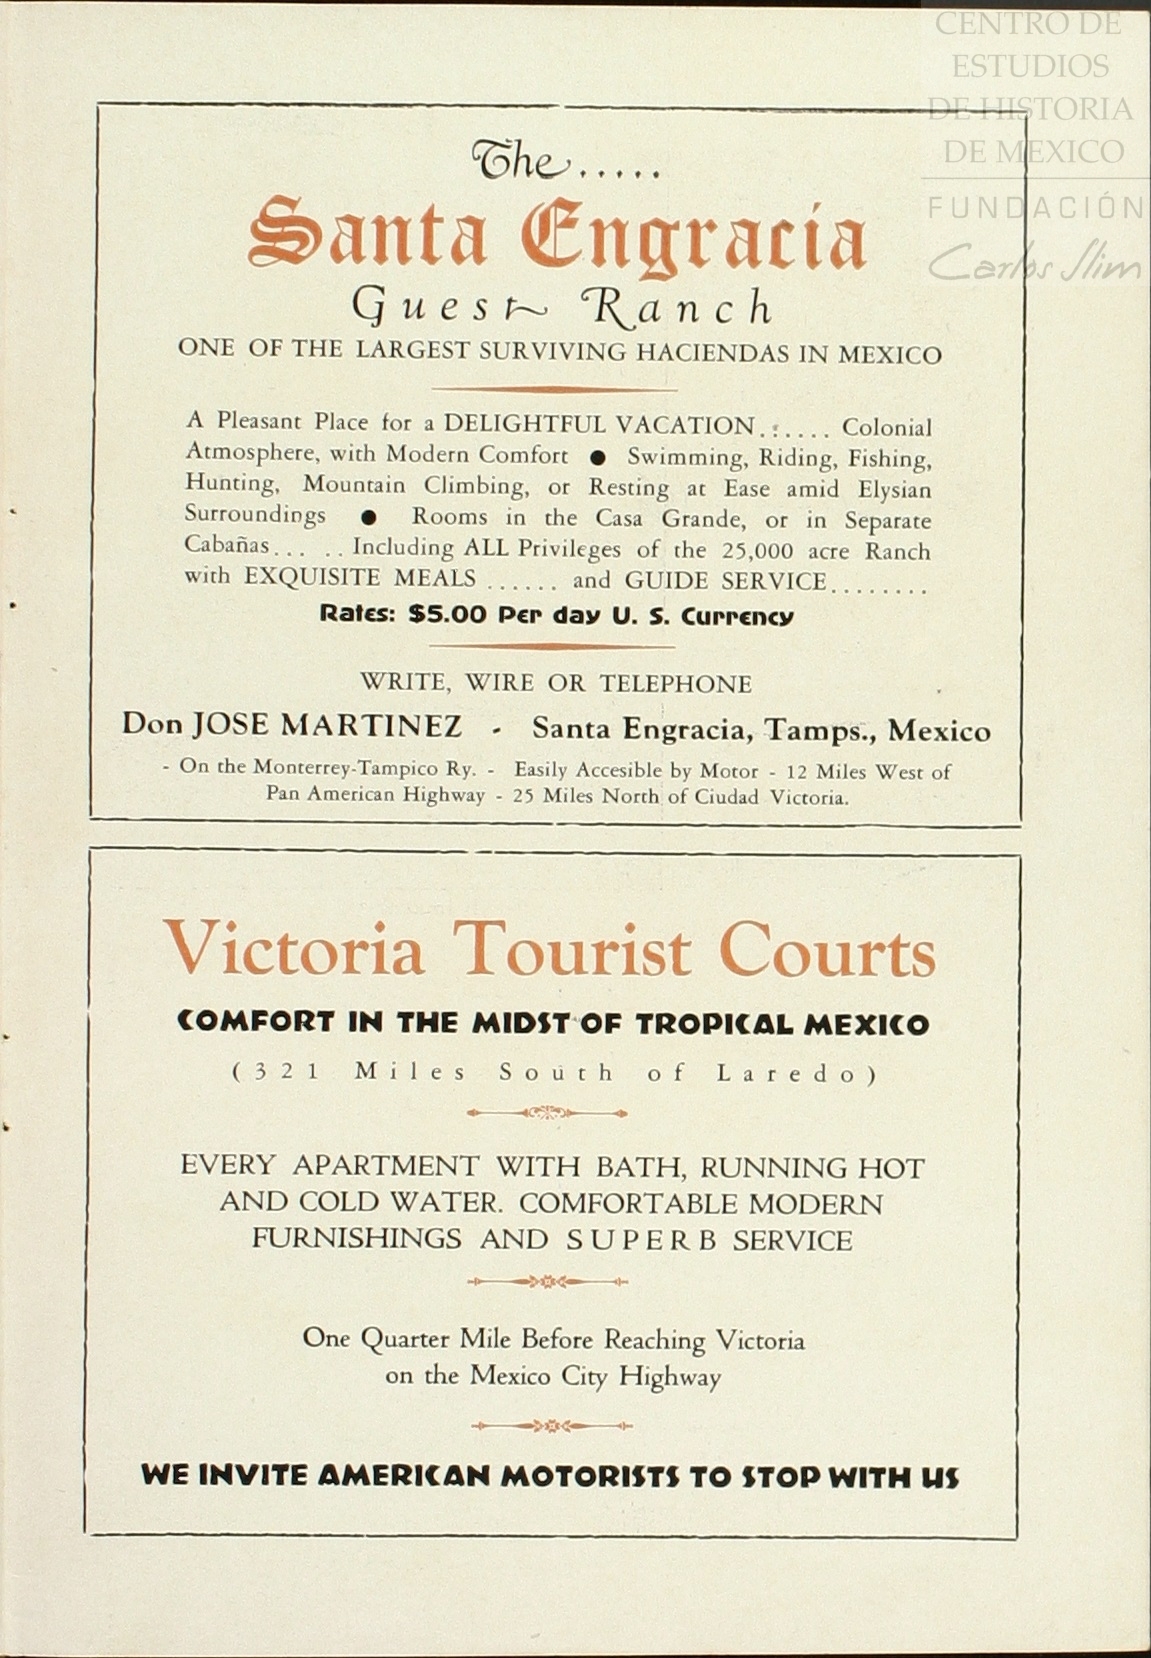 CENTRO DE
ESTUDIOS
DE HISTORIA
DE MEXICO
FUNDACIÓN
Carlos Slim
The.....
Santa Engracia
Guest Ranch
ONE OF THE LARGEST SURVIVING HACIENDAS IN MEXICO
A Pleasant Place for a DELIGHTFUL VACATION....... Colonial
Atmosphere, with Modern Comfort ● Swimming, Riding, Fishing,
Hunting, Mountain Climbing, or Resting at Ease amid Elysian
Surroundings ● Rooms in the Casa Grande, or in Separate
Cabañas... .. Including ALL Privileges of the 25,000 acre Ranch
with EXQUISITE MEALS ...... and GUIDE SERVICE........
Rates: $5.00 Per day U. S. Currency
WRITE, WIRE OR TELEPHONE
Don JOSE MARTINEZ - Santa Engracia, Tamps., Mexico
- On the Monterrey-Tampico Ry. - Easily Accesible by Motor - 12 Miles West of
Pan American Highway - 25 Miles North of Ciudad Victoria.
Victoria Tourist Courts
COMFORT IN THE MIDST OF TROPICAL MEXICO
(321 Miles South of Laredo)
EVERY APARTMENT WITH BATH, RUNNING HOT
AND COLD WATER. COMFORTABLE MODERN
FURNISHINGS AND SUPERB SERVICE
One Quarter Mile Before Reaching Victoria
on the Mexico City Highway
WE INVITE AMERICAN MOTORISTS TO STOP WITH US